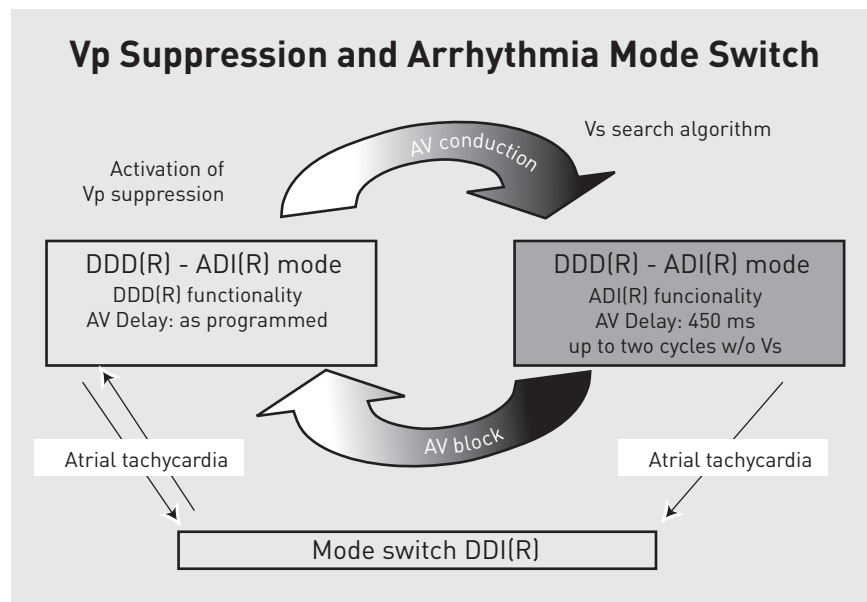 Vp Suppression and Arrhythmia Mode Switch
AV conduction
Vs search algorithm
Activation of
Vp suppression
DDD(R) - ADI(R) mode
DDD(R) functionality
AV Delay: as programmed
DDD(R) - ADI(R) mode
ADI(R) funcionality
AV Delay: 450 ms
up to two cycles w/o Vs
AV block
Atrial tachycardia
Atrial tachycardia
Mode switch DDI(R)